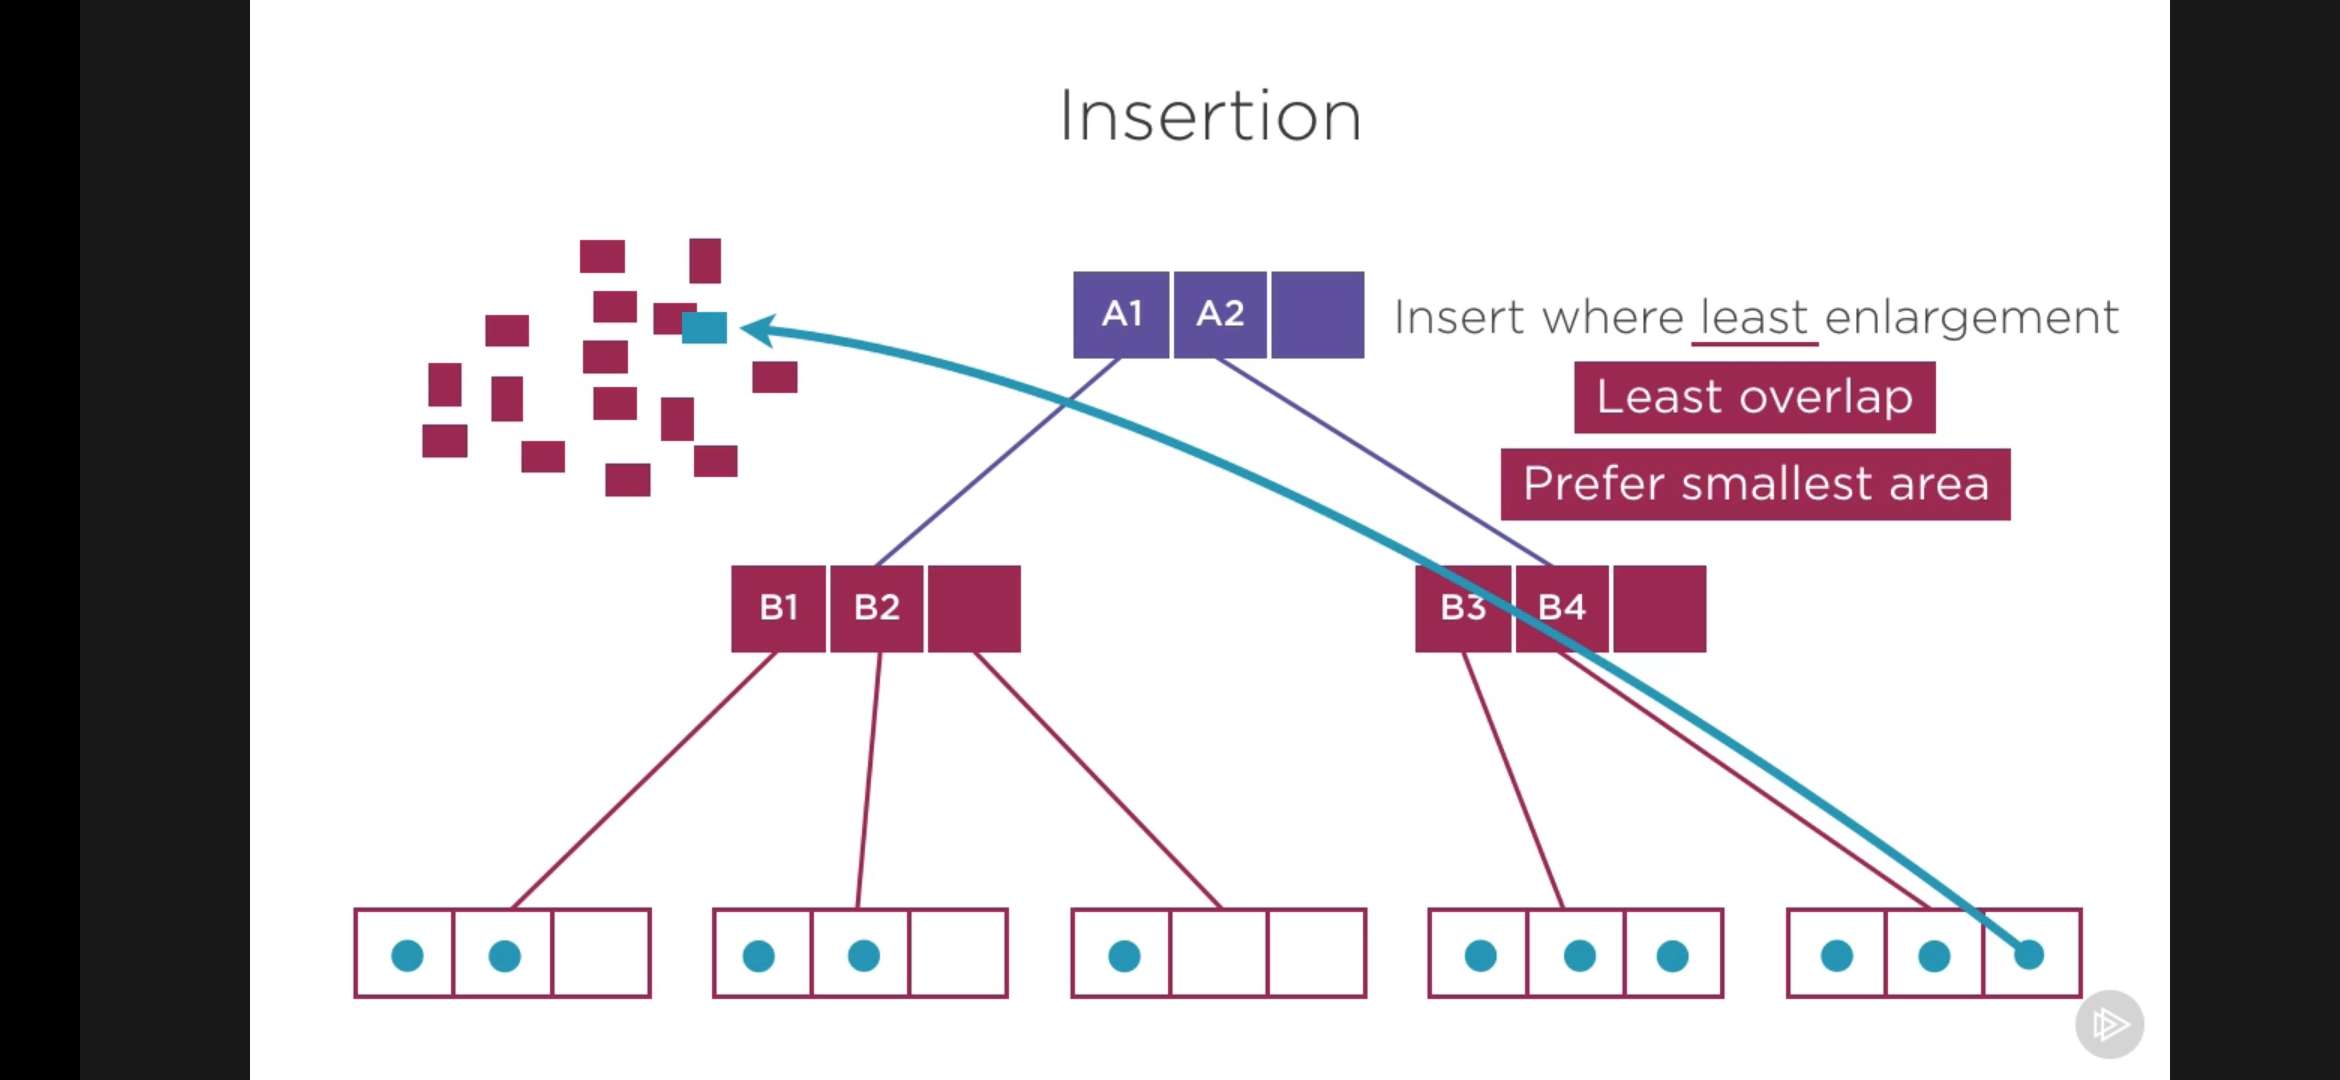 Insertion
A1 A2
Insert where least enlargement
Least overlap
Prefer smallest area
B1 B2
B3 B4